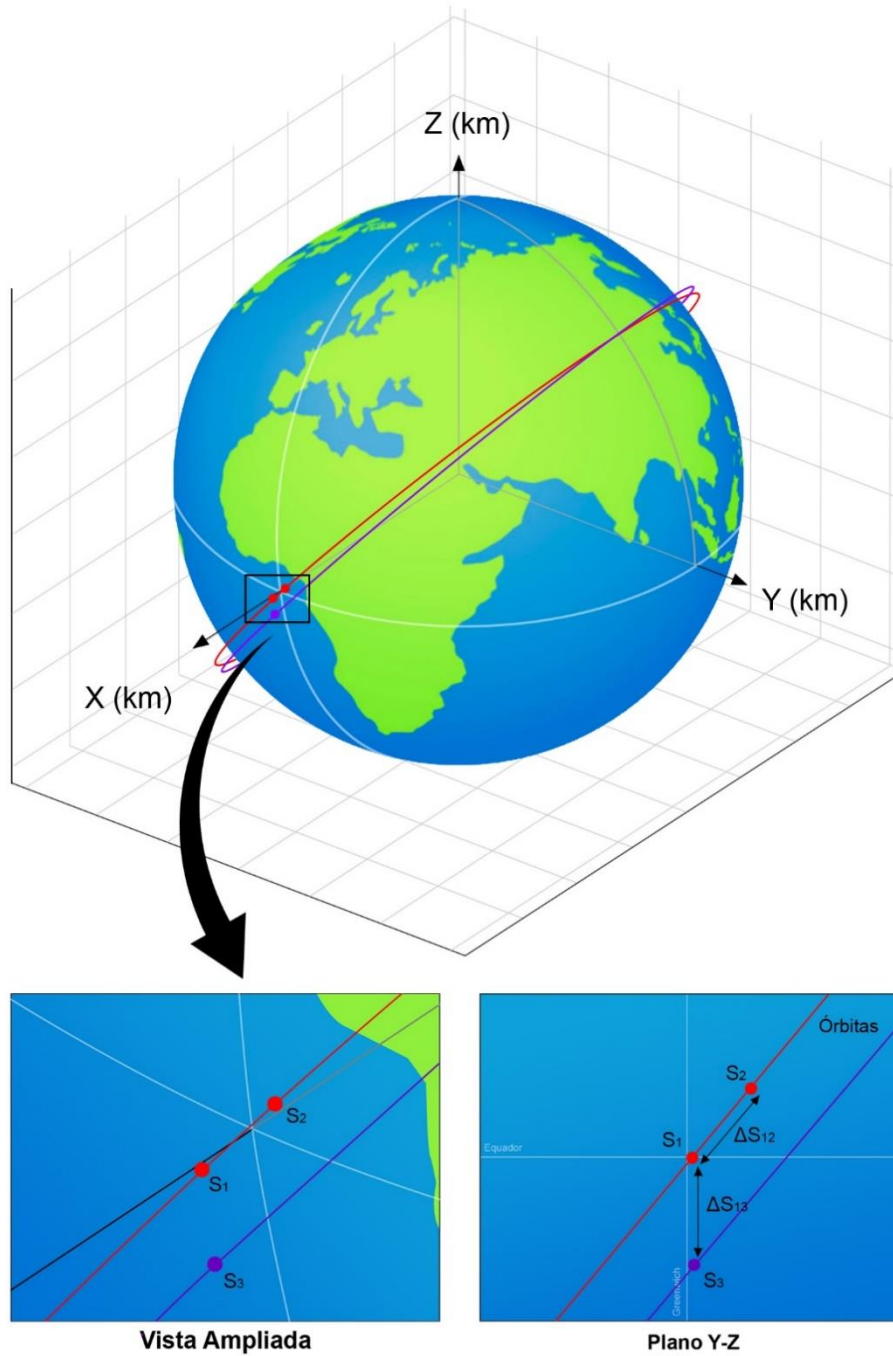 Z (km)
Y (km)
X (km)
S₂
S₁
S₃
Vista Ampliada
Órbitas
S₂
S₁
ΔS₁₂
Equador
ΔS₁₃
S₃
Greenwich
Plano Y-Z